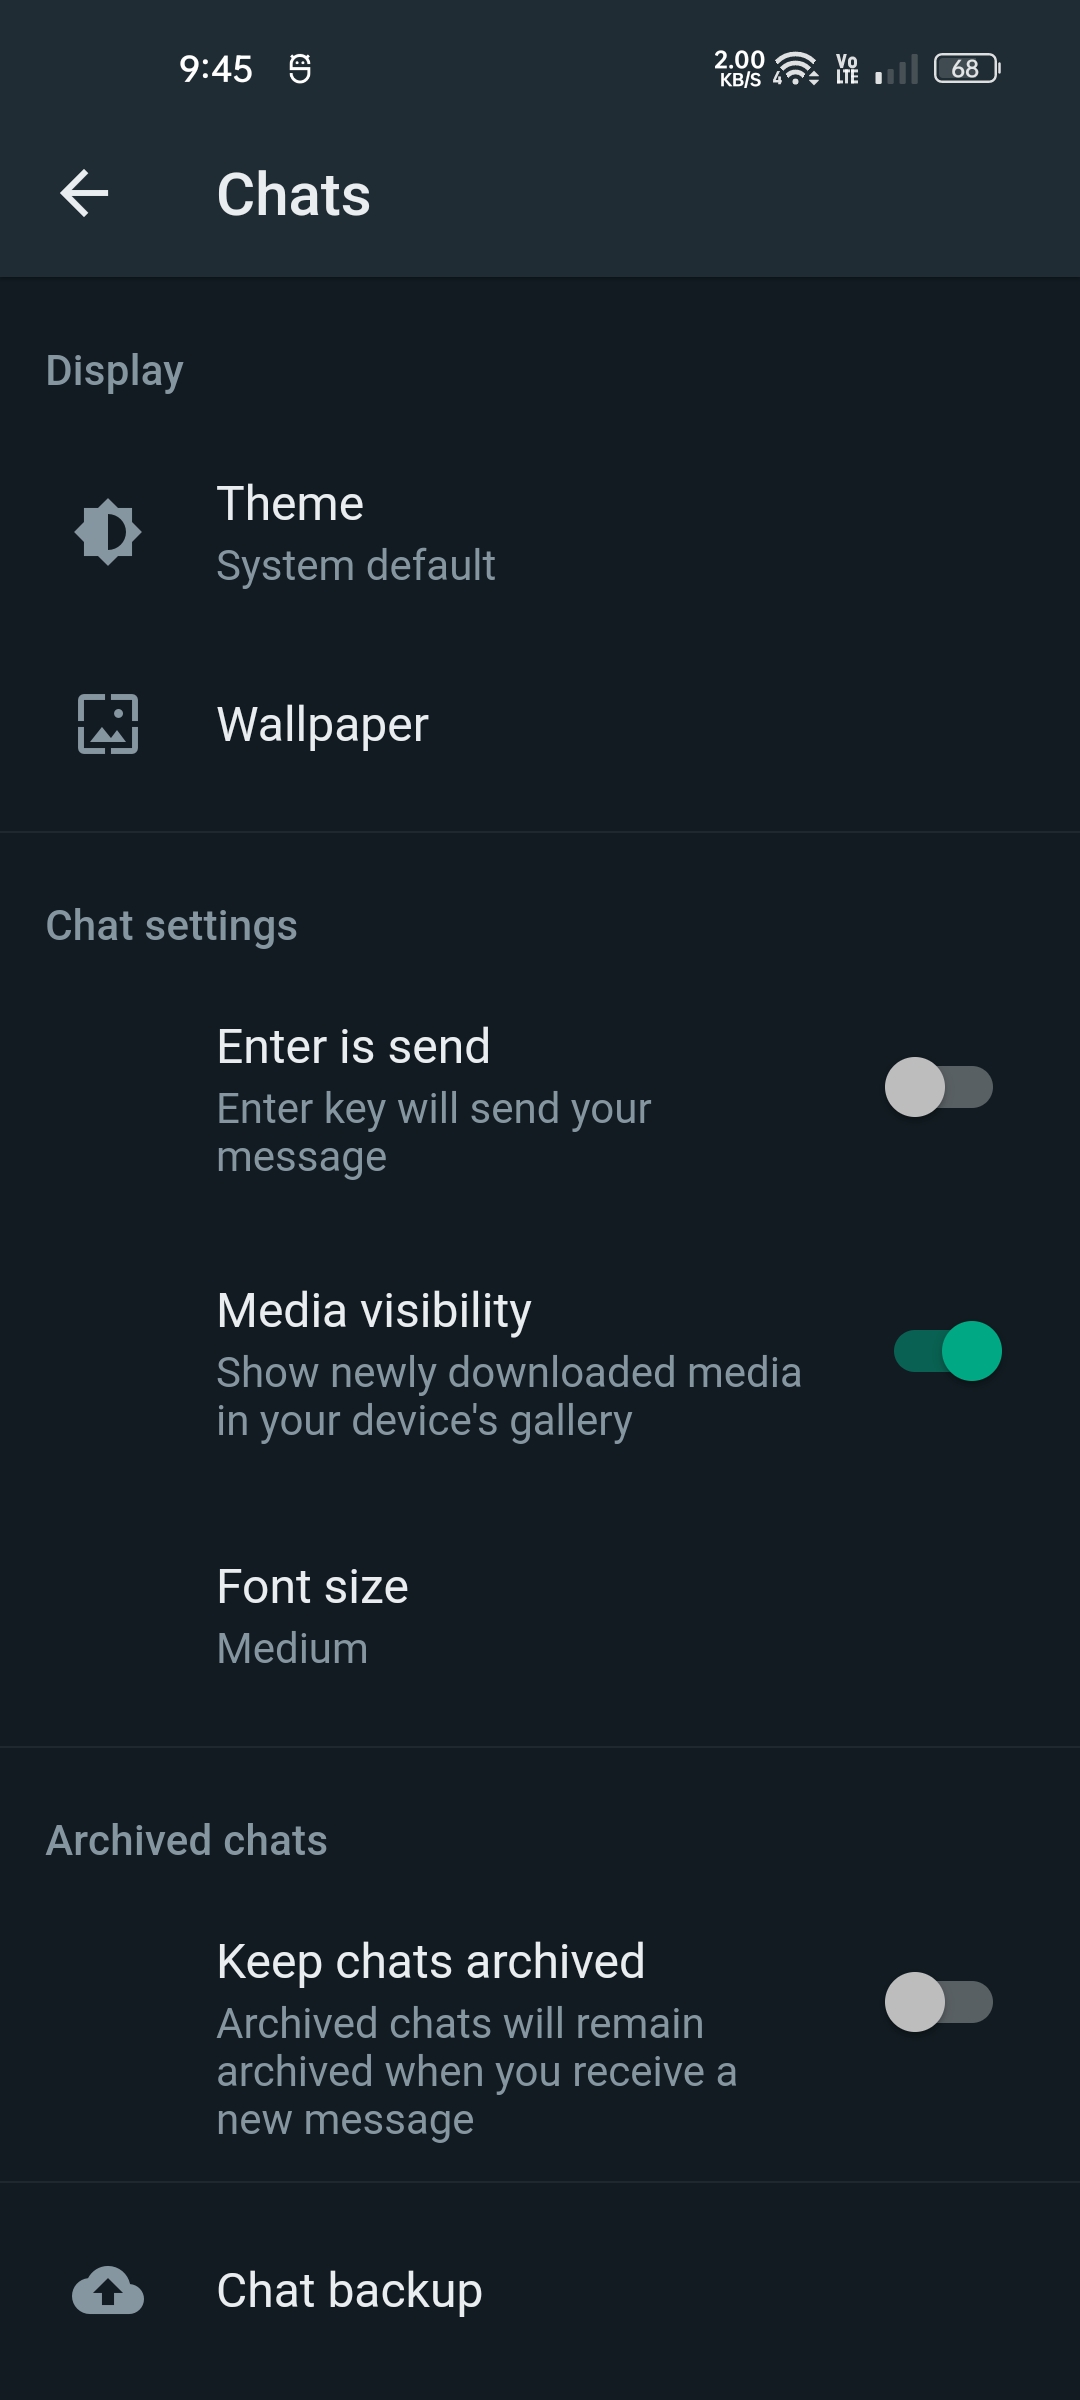 9:45
2.00
KB/S
4
Vo
LTE
68
Chats
Display
Theme
System default
Wallpaper
Chat settings
Enter is send
Enter key will send your
message
Media visibility
Show newly downloaded media
in your device's gallery
Font size
Medium
Archived chats
Keep chats archived
Archived chats will remain
archived when you receive a
new message
Chat backup